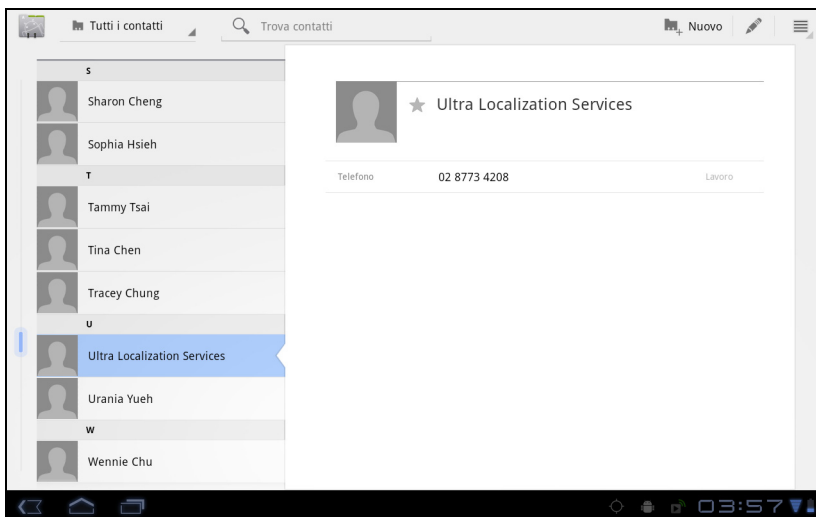 Tutti i contatti
Trova contatti
Nuovo
S
Sharon Cheng
Sophia Hsieh
T
Tammy Tsai
Tina Chen
Tracey Chung
U
Ultra Localization Services
Urania Yueh
W
Wennie Chu
Ultra Localization Services
Telefono 02 8773 4208 Lavoro
03:57